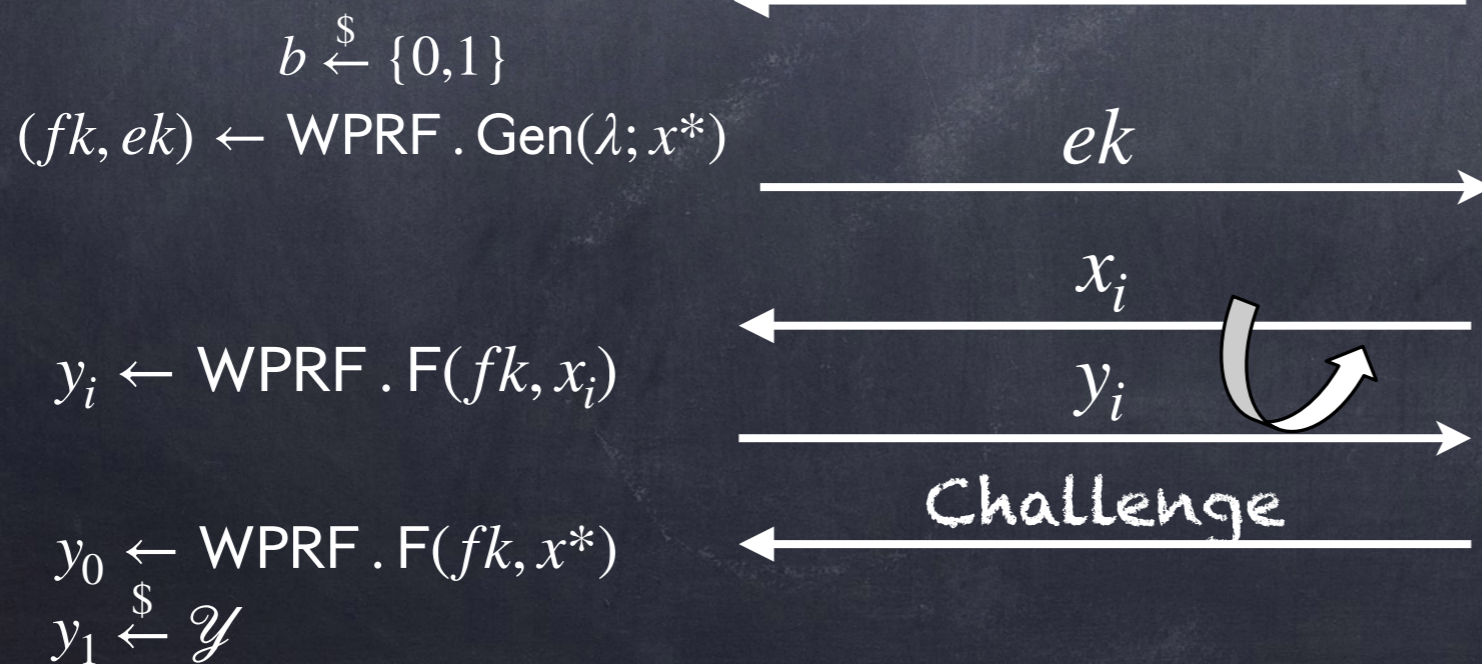 b $← {0,1}
(fk, ek) ← WPRF . Gen(λ; x*)
ek
x_i
y_i ← WPRF . F(fk, x_i)
y_i
Challenge
y_0 ← WPRF . F(fk, x*)
y_1 $← 𝒴